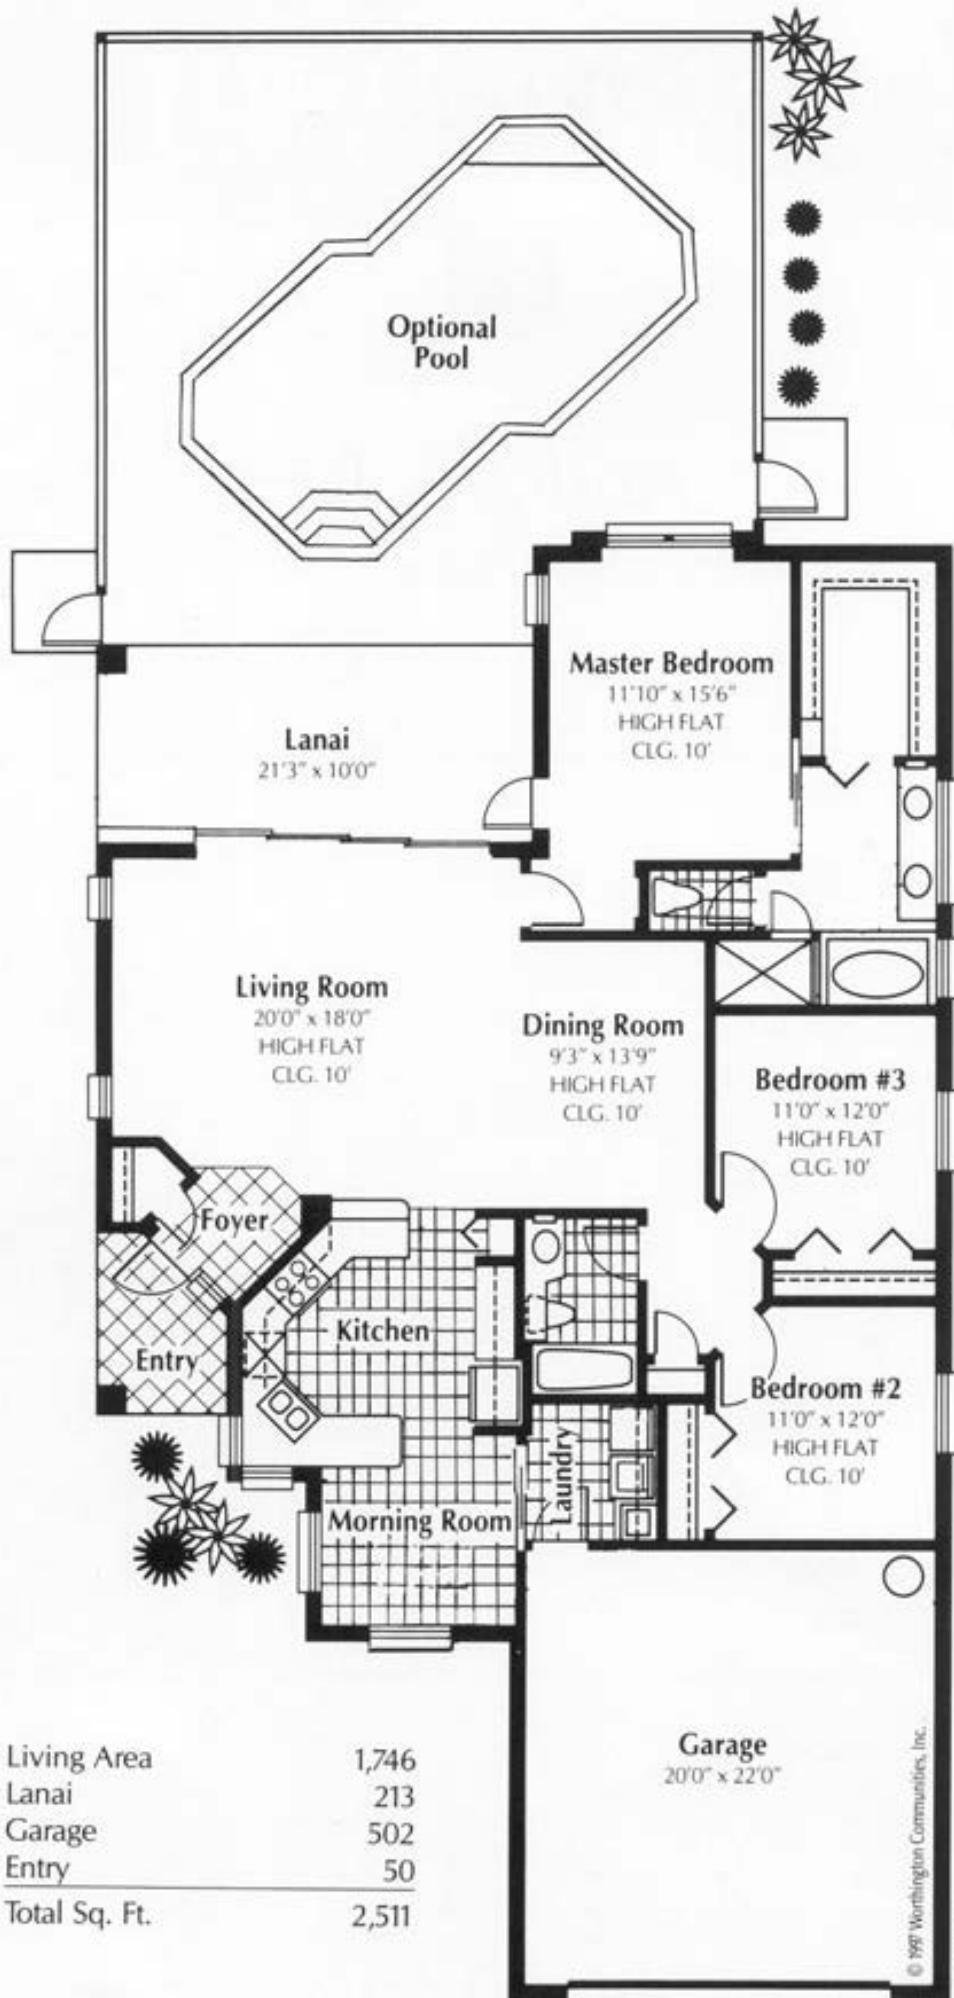 Optional
Pool
Master Bedroom
11'10" x 15'6"
HIGH FLAT
CLG. 10'
Lanai
21'3" x 10'0"
Living Room
20'0" x 18'0"
HIGH FLAT
CLG. 10'
Dining Room
9'3" x 13'9"
HIGH FLAT
CLG. 10'
Bedroom #3
11'0" x 12'0"
HIGH FLAT
CLG. 10'
Foyer
Kitchen
Entry
Bedroom #2
11'0" x 12'0"
HIGH FLAT
CLG. 10'
Laundry
Morning Room
Garage
20'0" x 22'0"
Living Area 1,746
Lanai 213
Garage 502
Entry 50
Total Sq. Ft. 2,511
© 1997 Worthington Communities, Inc.